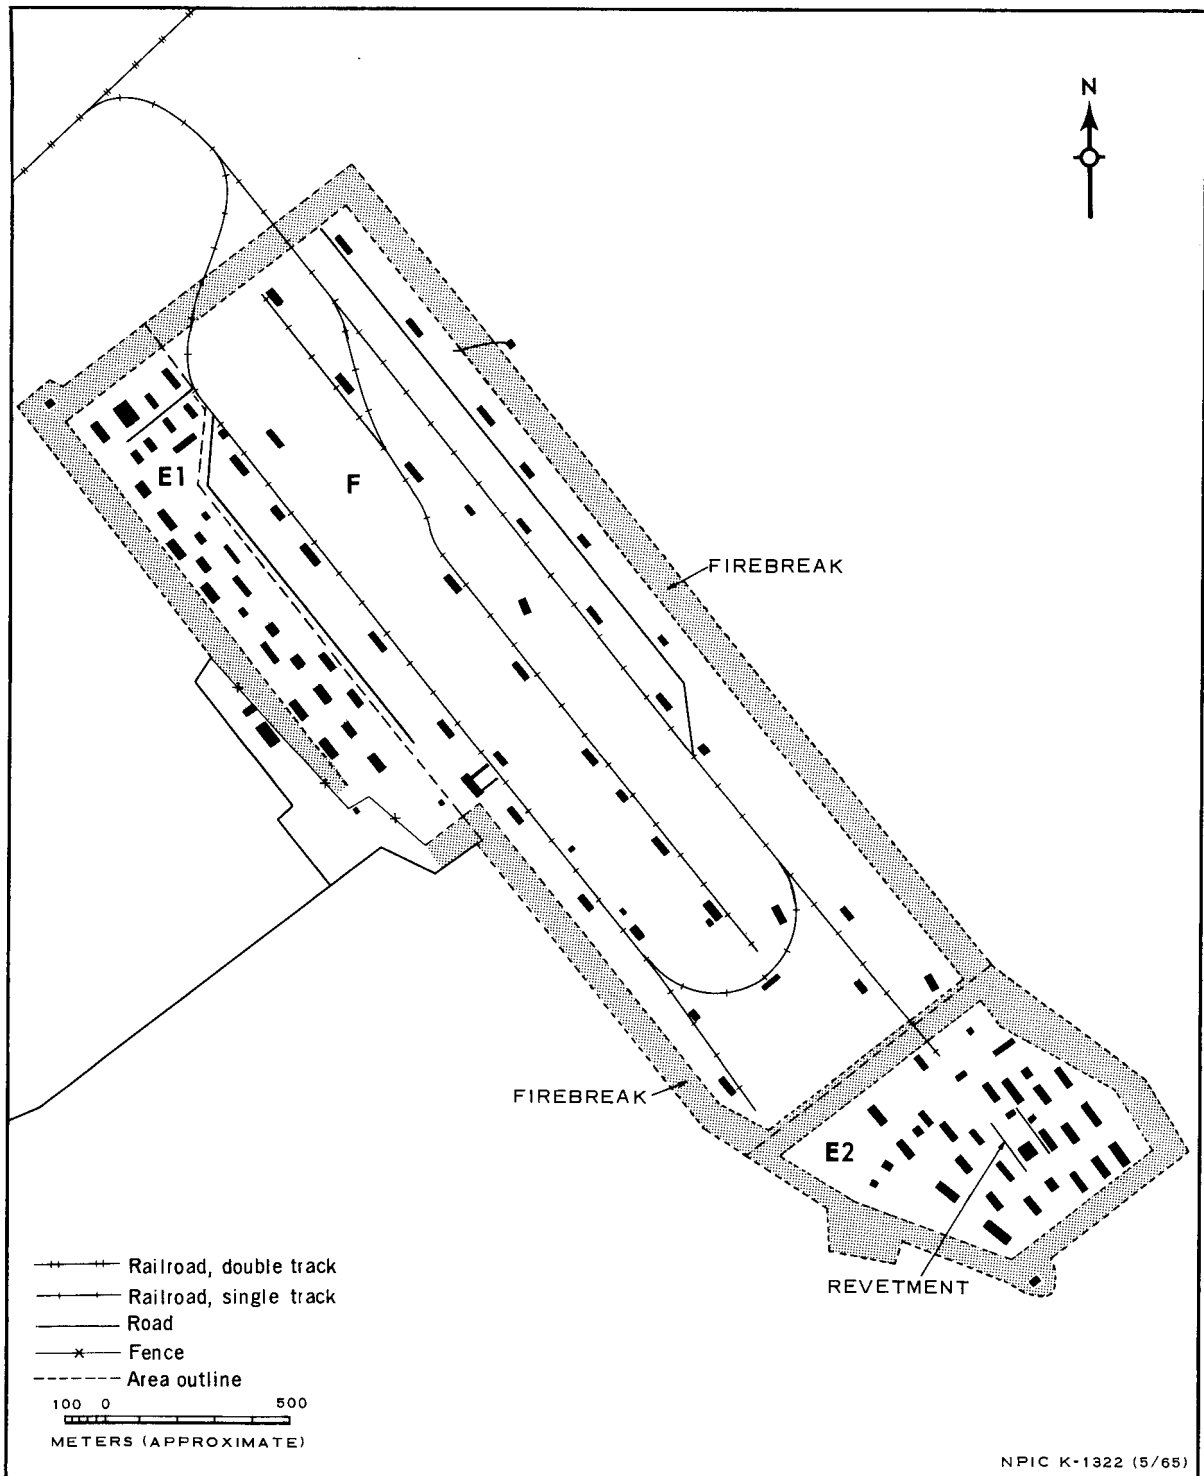 N
E1
F
FIREBREAK
FIREBREAK
E2
REVETMENT
Railroad, double track
Railroad, single track
Road
Fence
Area outline
100 0 500
METERS (APPROXIMATE)
NPIC K-1322 (5/65)